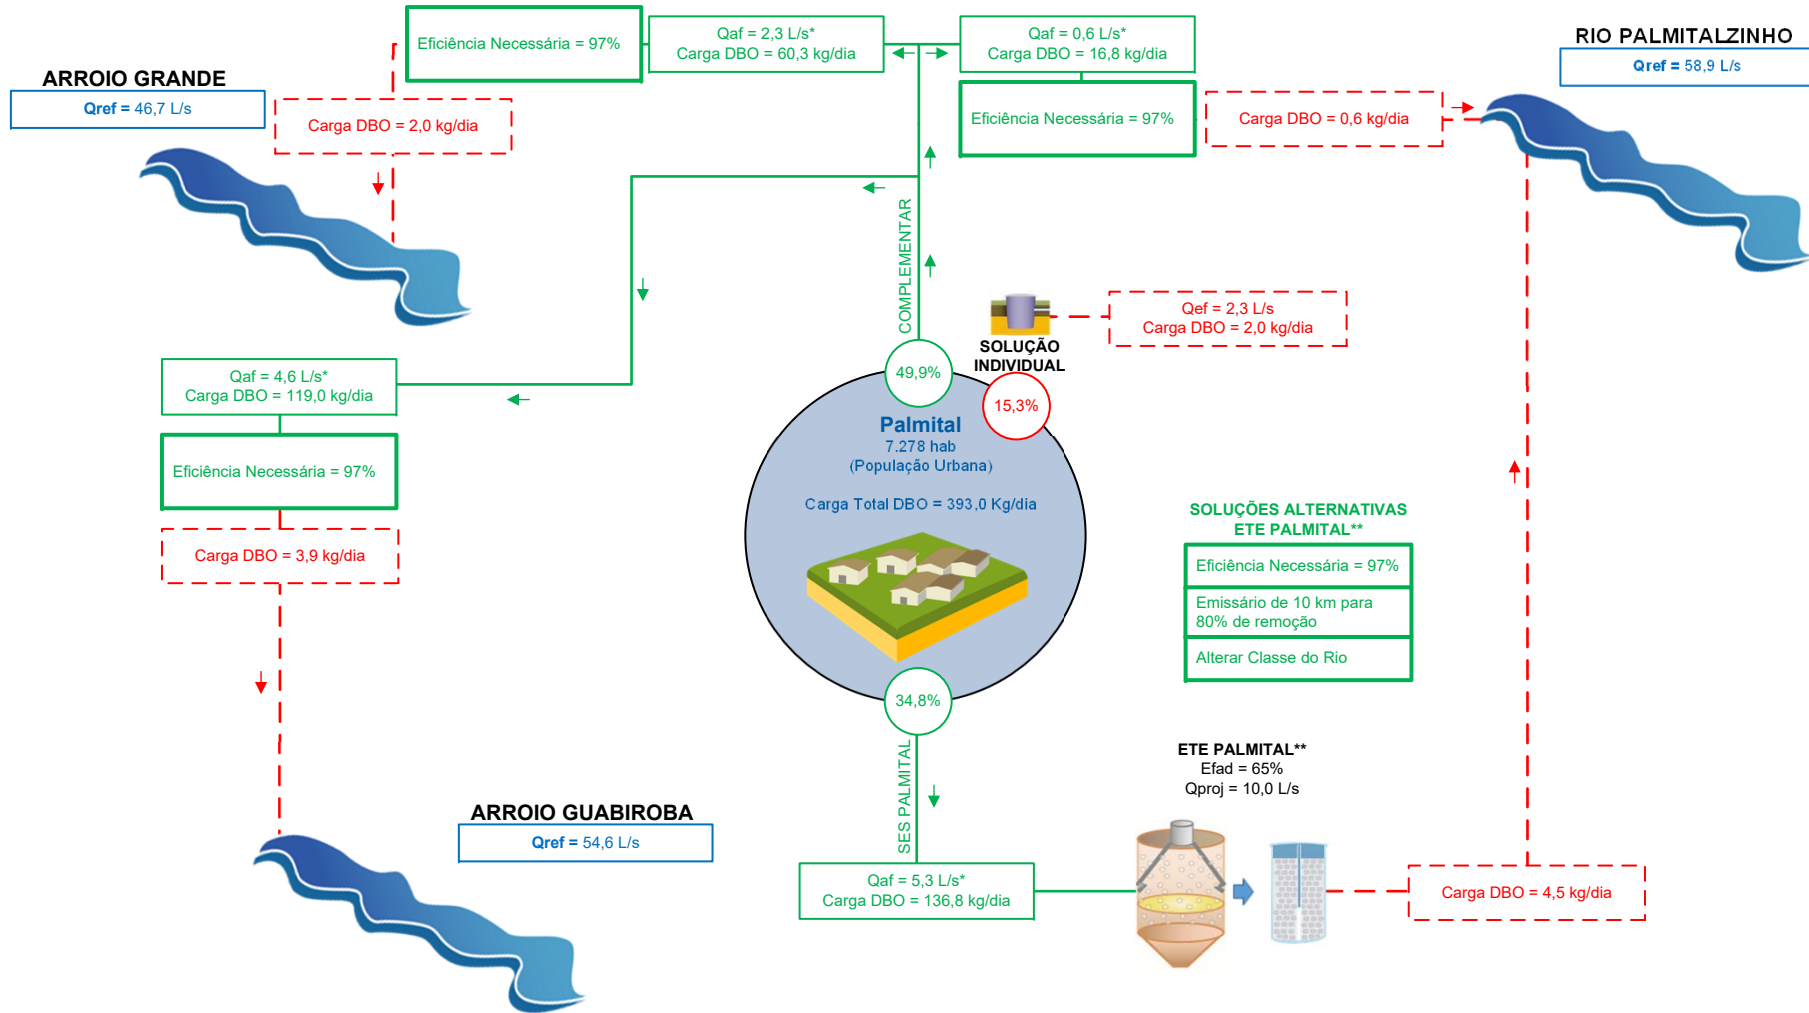 Eficiência Necessária = 97%
Qaf = 2,3 L/s*
Carga DBO = 60,3 kg/dia
Qaf = 0,6 L/s*
Carga DBO = 16,8 kg/dia
RIO PALMITALZINHO
Qref = 58,9 L/s
ARROIO GRANDE
Qref = 46,7 L/s
Carga DBO = 2,0 kg/dia
Eficiência Necessária = 97%
Carga DBO = 0,6 kg/dia
COMPLEMENTAR
Qef = 2,3 L/s
Carga DBO = 2,0 kg/dia
SOLUÇÃO
INDIVIDUAL
49,9%
15,3%
Qaf = 4,6 L/s*
Carga DBO = 119,0 kg/dia
Eficiência Necessária = 97%
Carga DBO = 3,9 kg/dia
Palmital
7.278 hab
(População Urbana)
Carga Total DBO = 393,0 Kg/dia
SOLUÇÕES ALTERNATIVAS
ETE PALMITAL**
Eficiência Necessária = 97%
Emissário de 10 km para
80% de remoção
Alterar Classe do Rio
34,8%
SES PALMITAL
ETE PALMITAL**
Efad = 65%
Qproj = 10,0 L/s
ARROIO GUABIROBA
Qref = 54,6 L/s
Qaf = 5,3 L/s*
Carga DBO = 136,8 kg/dia
Carga DBO = 4,5 kg/dia